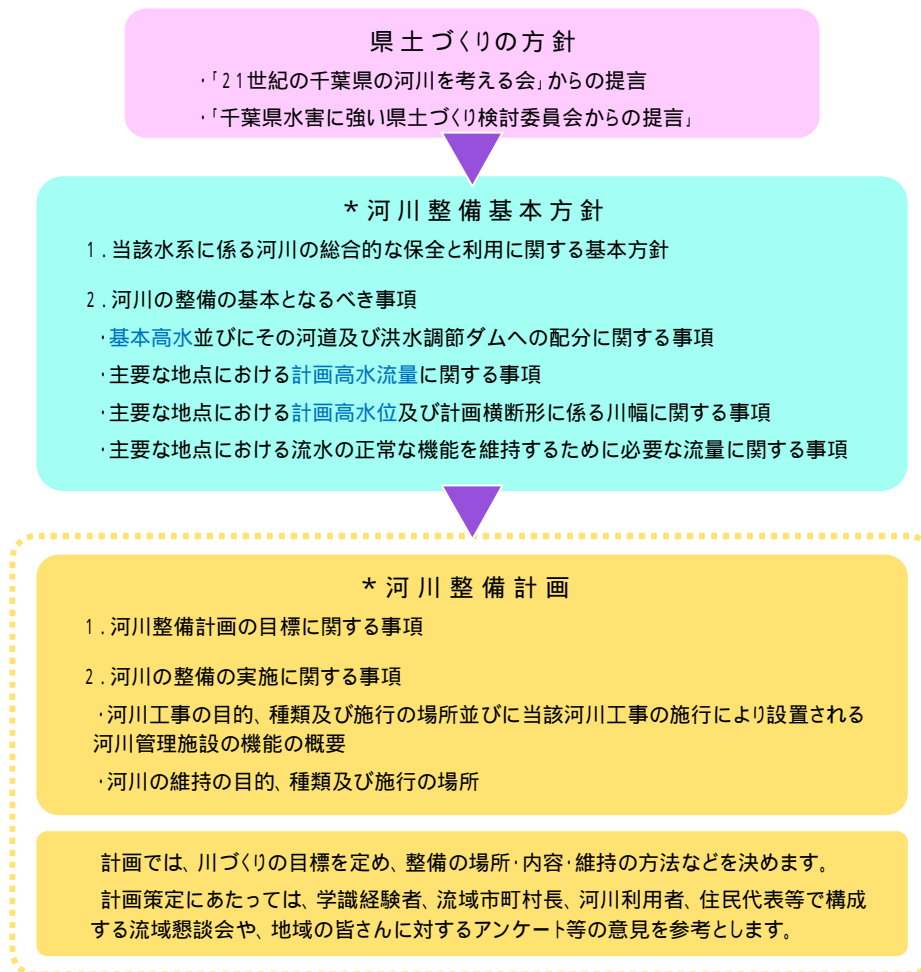 県土づくりの方針
・「21世紀の千葉県の河川を考える会」からの提言
・「千葉県水害に強い県土づくり検討委員会からの提言」
*河川整備基本方針
1.当該水系に係る河川の総合的な保全と利用に関する基本方針
2.河川の整備の基本となるべき事項
・基本高水並びにその河道及び洪水調節ダムへの配分に関する事項
・主要な地点における計画高水流量に関する事項
・主要な地点における計画高水位及び計画横断形に係る川幅に関する事項
・主要な地点における流水の正常な機能を維持するために必要な流量に関する事項
*河川整備計画
1.河川整備計画の目標に関する事項
2.河川の整備の実施に関する事項
・河川工事の目的、種類及び施行の場所並びに当該河川工事の施行により設置される
河川管理施設の機能の概要
・河川の維持の目的、種類及び施行の場所
計画では、川づくりの目標を定め、整備の場所・内容・維持の方法などを決めます。
計画策定にあたっては、学識経験者、流域市町村長、河川利用者、住民代表等で構成
する流域懇談会や、地域の皆さんに対するアンケート等の意見を参考とします。